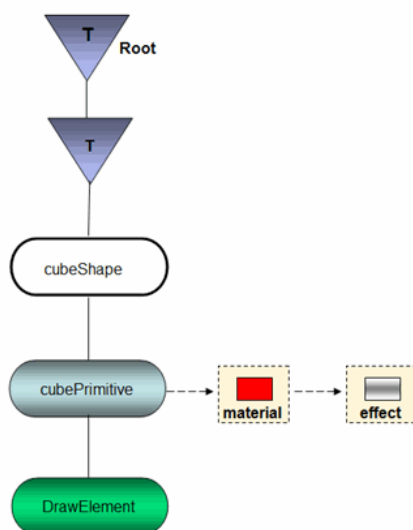 T
Root
T
cubeShape
cubePrimitive
material
effect
DrawElement